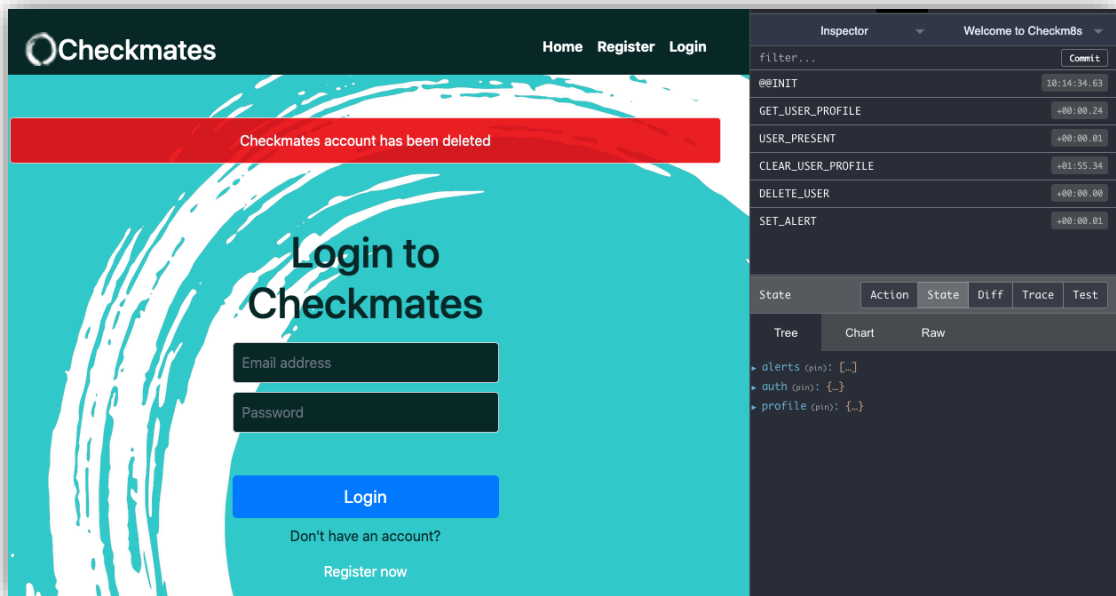 Checkmates
Home Register Login
Checkmates account has been deleted
Login to
Checkmates
Email address
Password
Login
Don't have an account?
Register now
Inspector
Welcome to Checkm8s
filter...
Commit
@@INIT 10:14:34.63
GET_USER_PROFILE +00:00.24
USER_PRESENT +00:00.01
CLEAR_USER_PROFILE +01:55.34
DELETE_USER +00:00.00
SET_ALERT +00:00.01
State
Action State Diff Trace Test
Tree Chart Raw
alerts (pin): […]
auth (pin): {…}
profile (pin): {…}